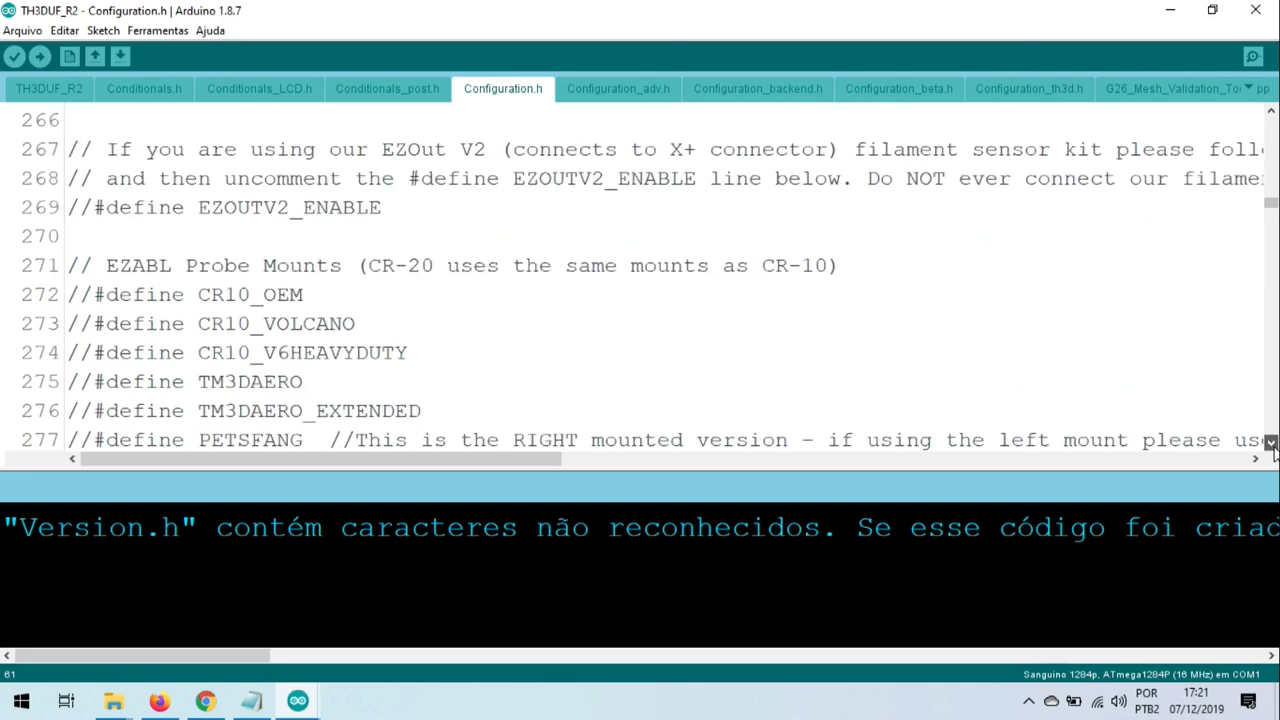 TH3DUF_R2 - Configuration.h | Arduino 1.8.7
Arquivo Editar Sketch Ferramentas Ajuda
TH3DUF_R2 Conditionals.h Conditionals_LCD.h Conditionals_post.h Configuration.h Configuration_adv.h Configuration_backend.h Configuration_beta.h Configuration_th3d.h G26_Mesh_Validation_To pp
266
267 // If you are using our EZOut V2 (connects to X+ connector) filament sensor kit please foll
268 // and then uncomment the #define EZOUTV2_ENABLE line below. Do NOT ever connect our filame
269 //#define EZOUTV2_ENABLE
270
271 // EZABL Probe Mounts (CR-20 uses the same mounts as CR-10)
272 //#define CR10_OEM
273 //#define CR10_VOLCANO
274 //#define CR10_V6HEAVYDUTY
275 //#define TM3DAERO
276 //#define TM3DAERO_EXTENDED
277 //#define PETSFANG //This is the RIGHT mounted version - if using the left mount please us
"Version.h" contém caracteres não reconhecidos. Se esse código foi criad
61 Sanguino 1284p, ATmega1284P (16 MHz) em COM1
POR 17:21
PTB2 07/12/2019